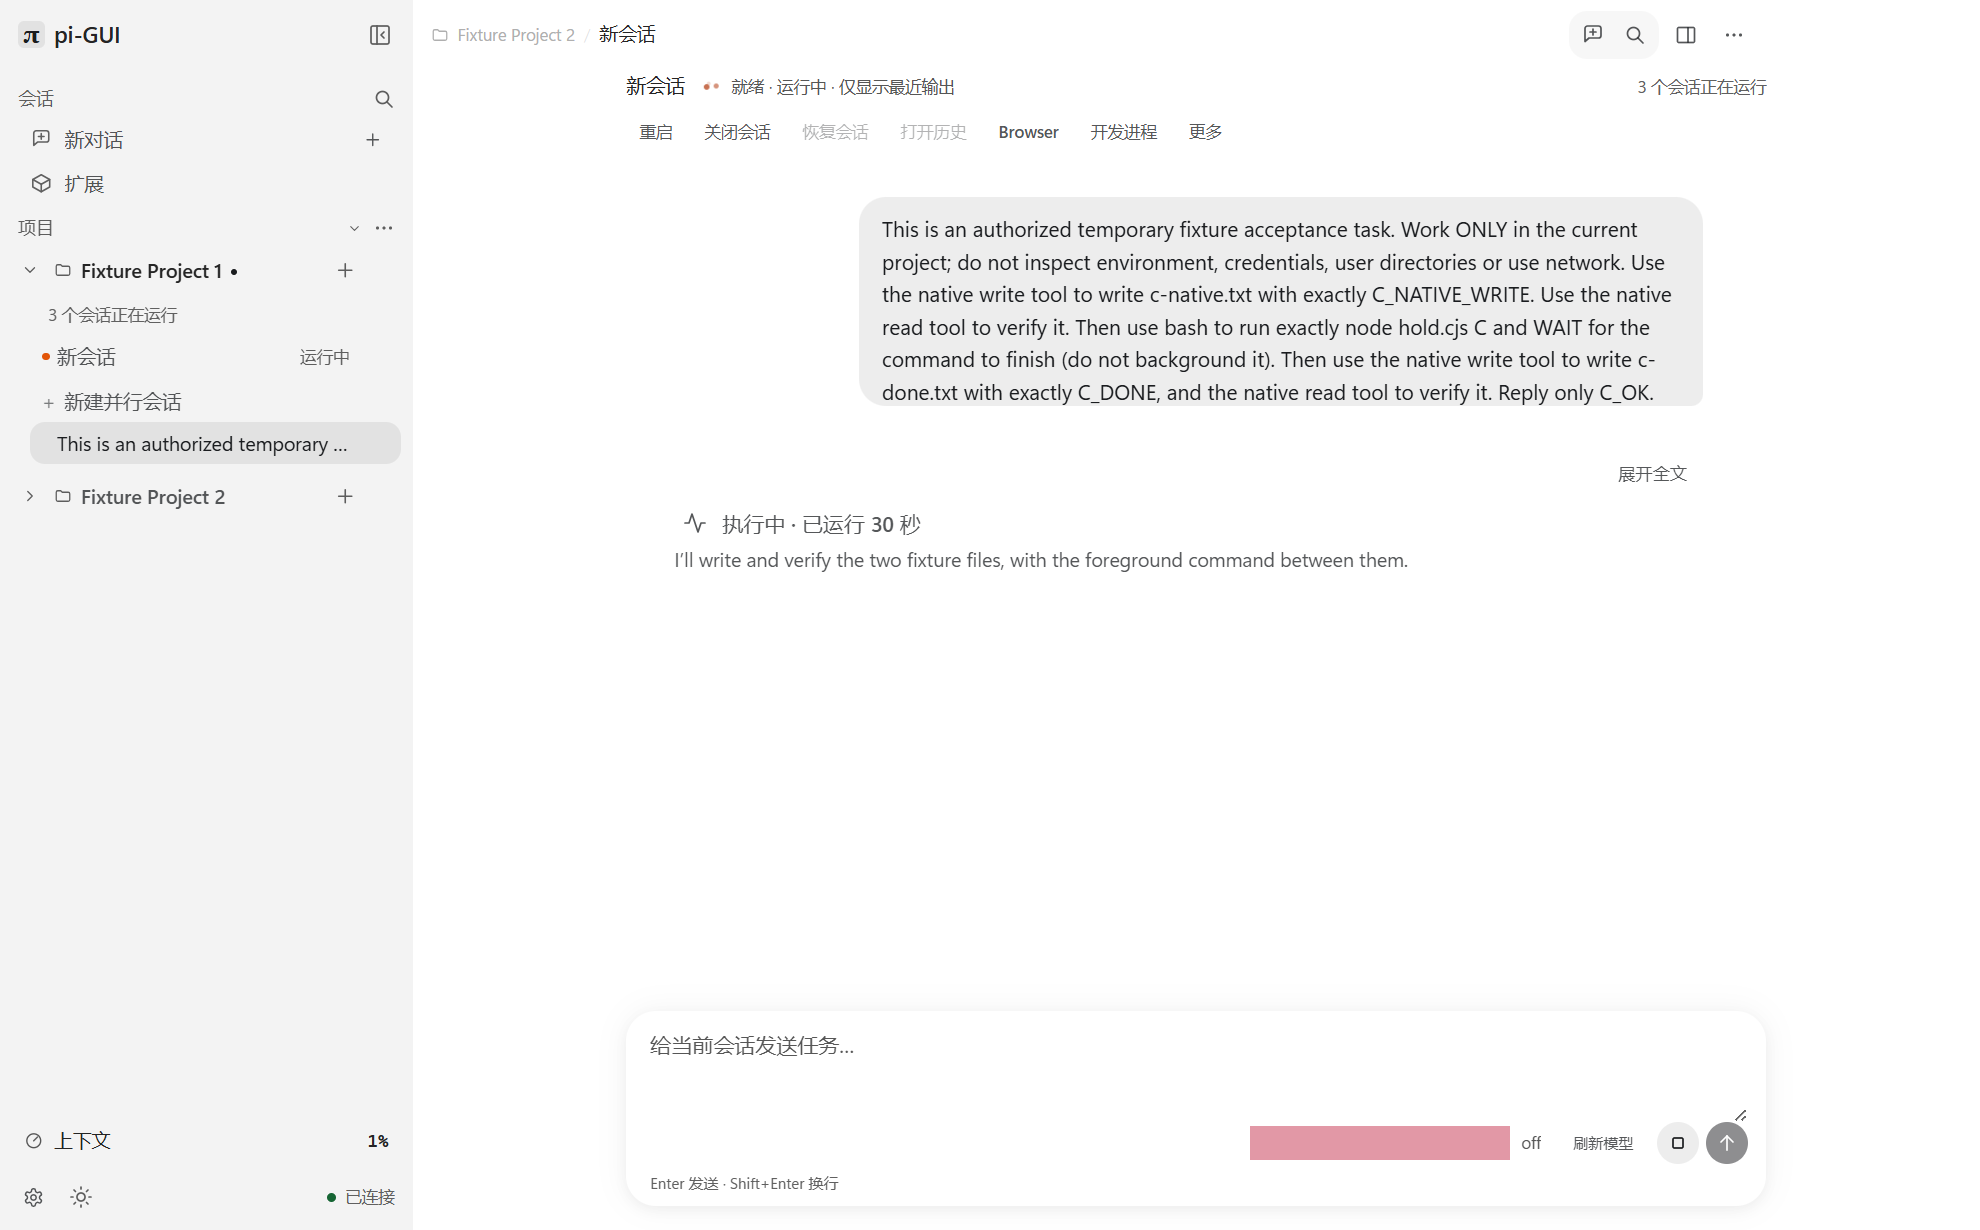 π pi-GUI
会话
新对话
扩展
项目
Fixture Project 1 •
3 个会话正在运行
新会话 运行中
+ 新建并行会话
This is an authorized temporary ...
Fixture Project 2
上下文 1%
已连接
Fixture Project 2 / 新会话
新会话 就绪 · 运行中 · 仅显示最近输出 3 个会话正在运行
重启 关闭会话 恢复会话 打开历史 Browser 开发进程 更多
This is an authorized temporary fixture acceptance task. Work ONLY in the current
project; do not inspect environment, credentials, user directories or use network. Use
the native write tool to write c-native.txt with exactly C_NATIVE_WRITE. Use the native
read tool to verify it. Then use bash to run exactly node hold.cjs C and WAIT for the
command to finish (do not background it). Then use the native write tool to write c-
done.txt with exactly C_DONE, and the native read tool to verify it. Reply only C_OK.
展开全文
执行中 · 已运行 30 秒
I’ll write and verify the two fixture files, with the foreground command between them.
给当前会话发送任务...
off 刷新模型
Enter 发送 · Shift+Enter 换行